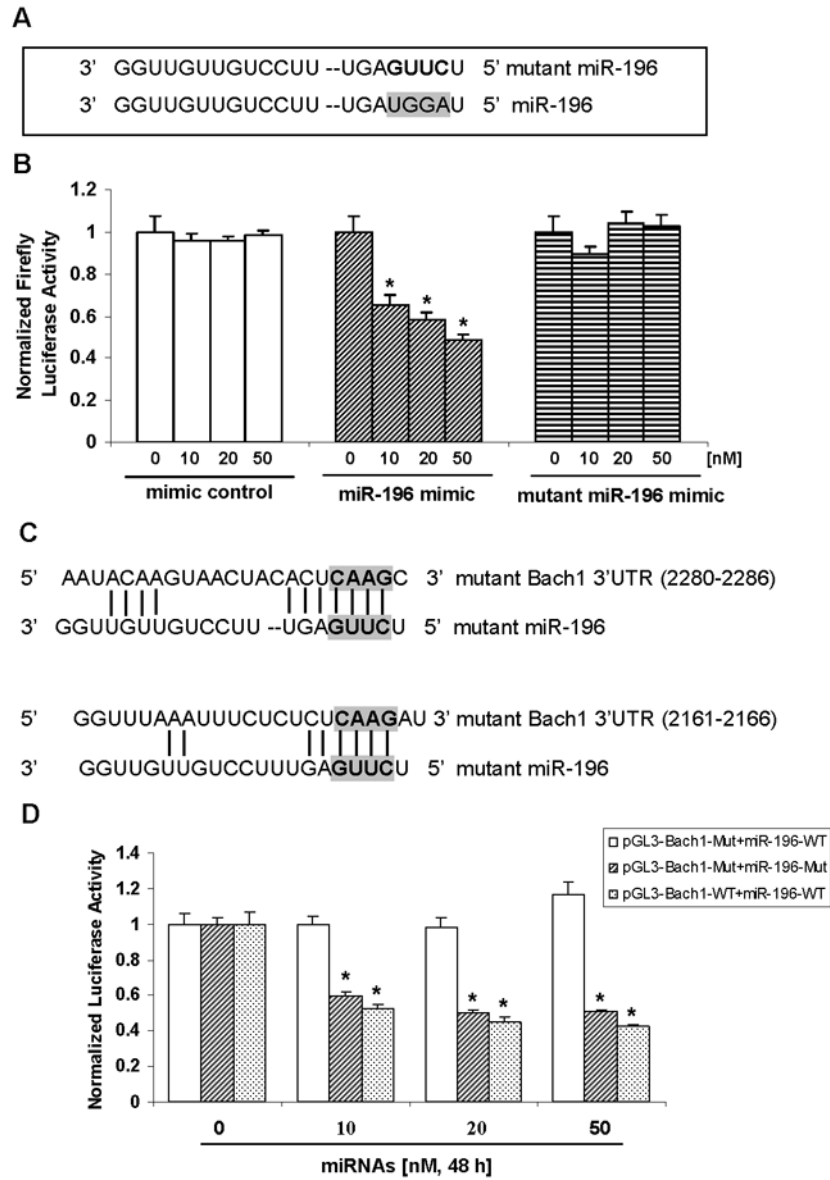 A
3' GGUUGUUGUCCUU --UGAGUUCU 5' mutant miR-196
3' GGUUGUUGUCCUU --UGAUGGAU 5' miR-196
B
Normalized Firefly
Luciferase Activity
1.2
1
0.8
0.6
0.4
0.2
0
* * *
0 10 20 50 0 10 20 50 0 10 20 50 [nM]
mimic control miR-196 mimic mutant miR-196 mimic
C
5' AAUACAAGUAACUACACUCAAGC 3' mutant Bach1 3'UTR (2280-2286)
3' GGUUGUUGUCCUU --UGAGUUCU 5' mutant miR-196
5' GGUUUAAAUUUCUCUCUCAAGAU 3' mutant Bach1 3'UTR (2161-2166)
3' GGUUGUUGUCCUUUGAGUUCU 5' mutant miR-196
D
Normalized Luciferase Activity
1.4
1.2
1
0.8
0.6
0.4
0.2
0
pGL3-Bach1-Mut+miR-196-WT
pGL3-Bach1-Mut+miR-196-Mut
pGL3-Bach1-WT+miR-196-WT
* * * * * *
0 10 20 50
miRNAs [nM, 48 h]